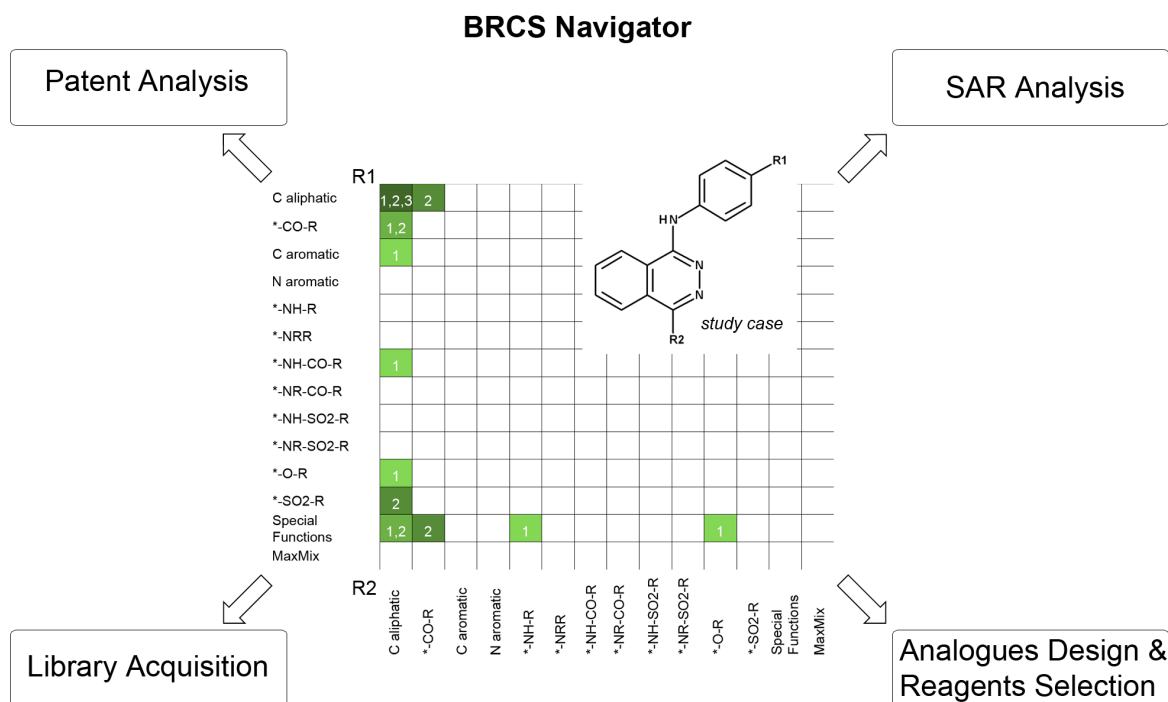 BRCS Navigator
Patent Analysis
SAR Analysis
R1
C aliphatic
*-CO-R
C aromatic
N aromatic
*-NH-R
*-NRR
*-NH-CO-R
*-NR-CO-R
*-NH-SO2-R
*-NR-SO2-R
*-O-R
*-SO2-R
Special
Functions
MaxMix
1,2,3 2
1,2
1
1
1
2
1,2 2 1 1
R1
HN
N
N
R2
study case
R2
C aliphatic
*-CO-R
C aromatic
N aromatic
*-NH-R
*-NRR
*-NH-CO-R
*-NR-CO-R
*-NH-SO2-R
*-NR-SO2-R
*-O-R
*-SO2-R
Special
Functions
MaxMix
Library Acquisition
Analogues Design &
Reagents Selection